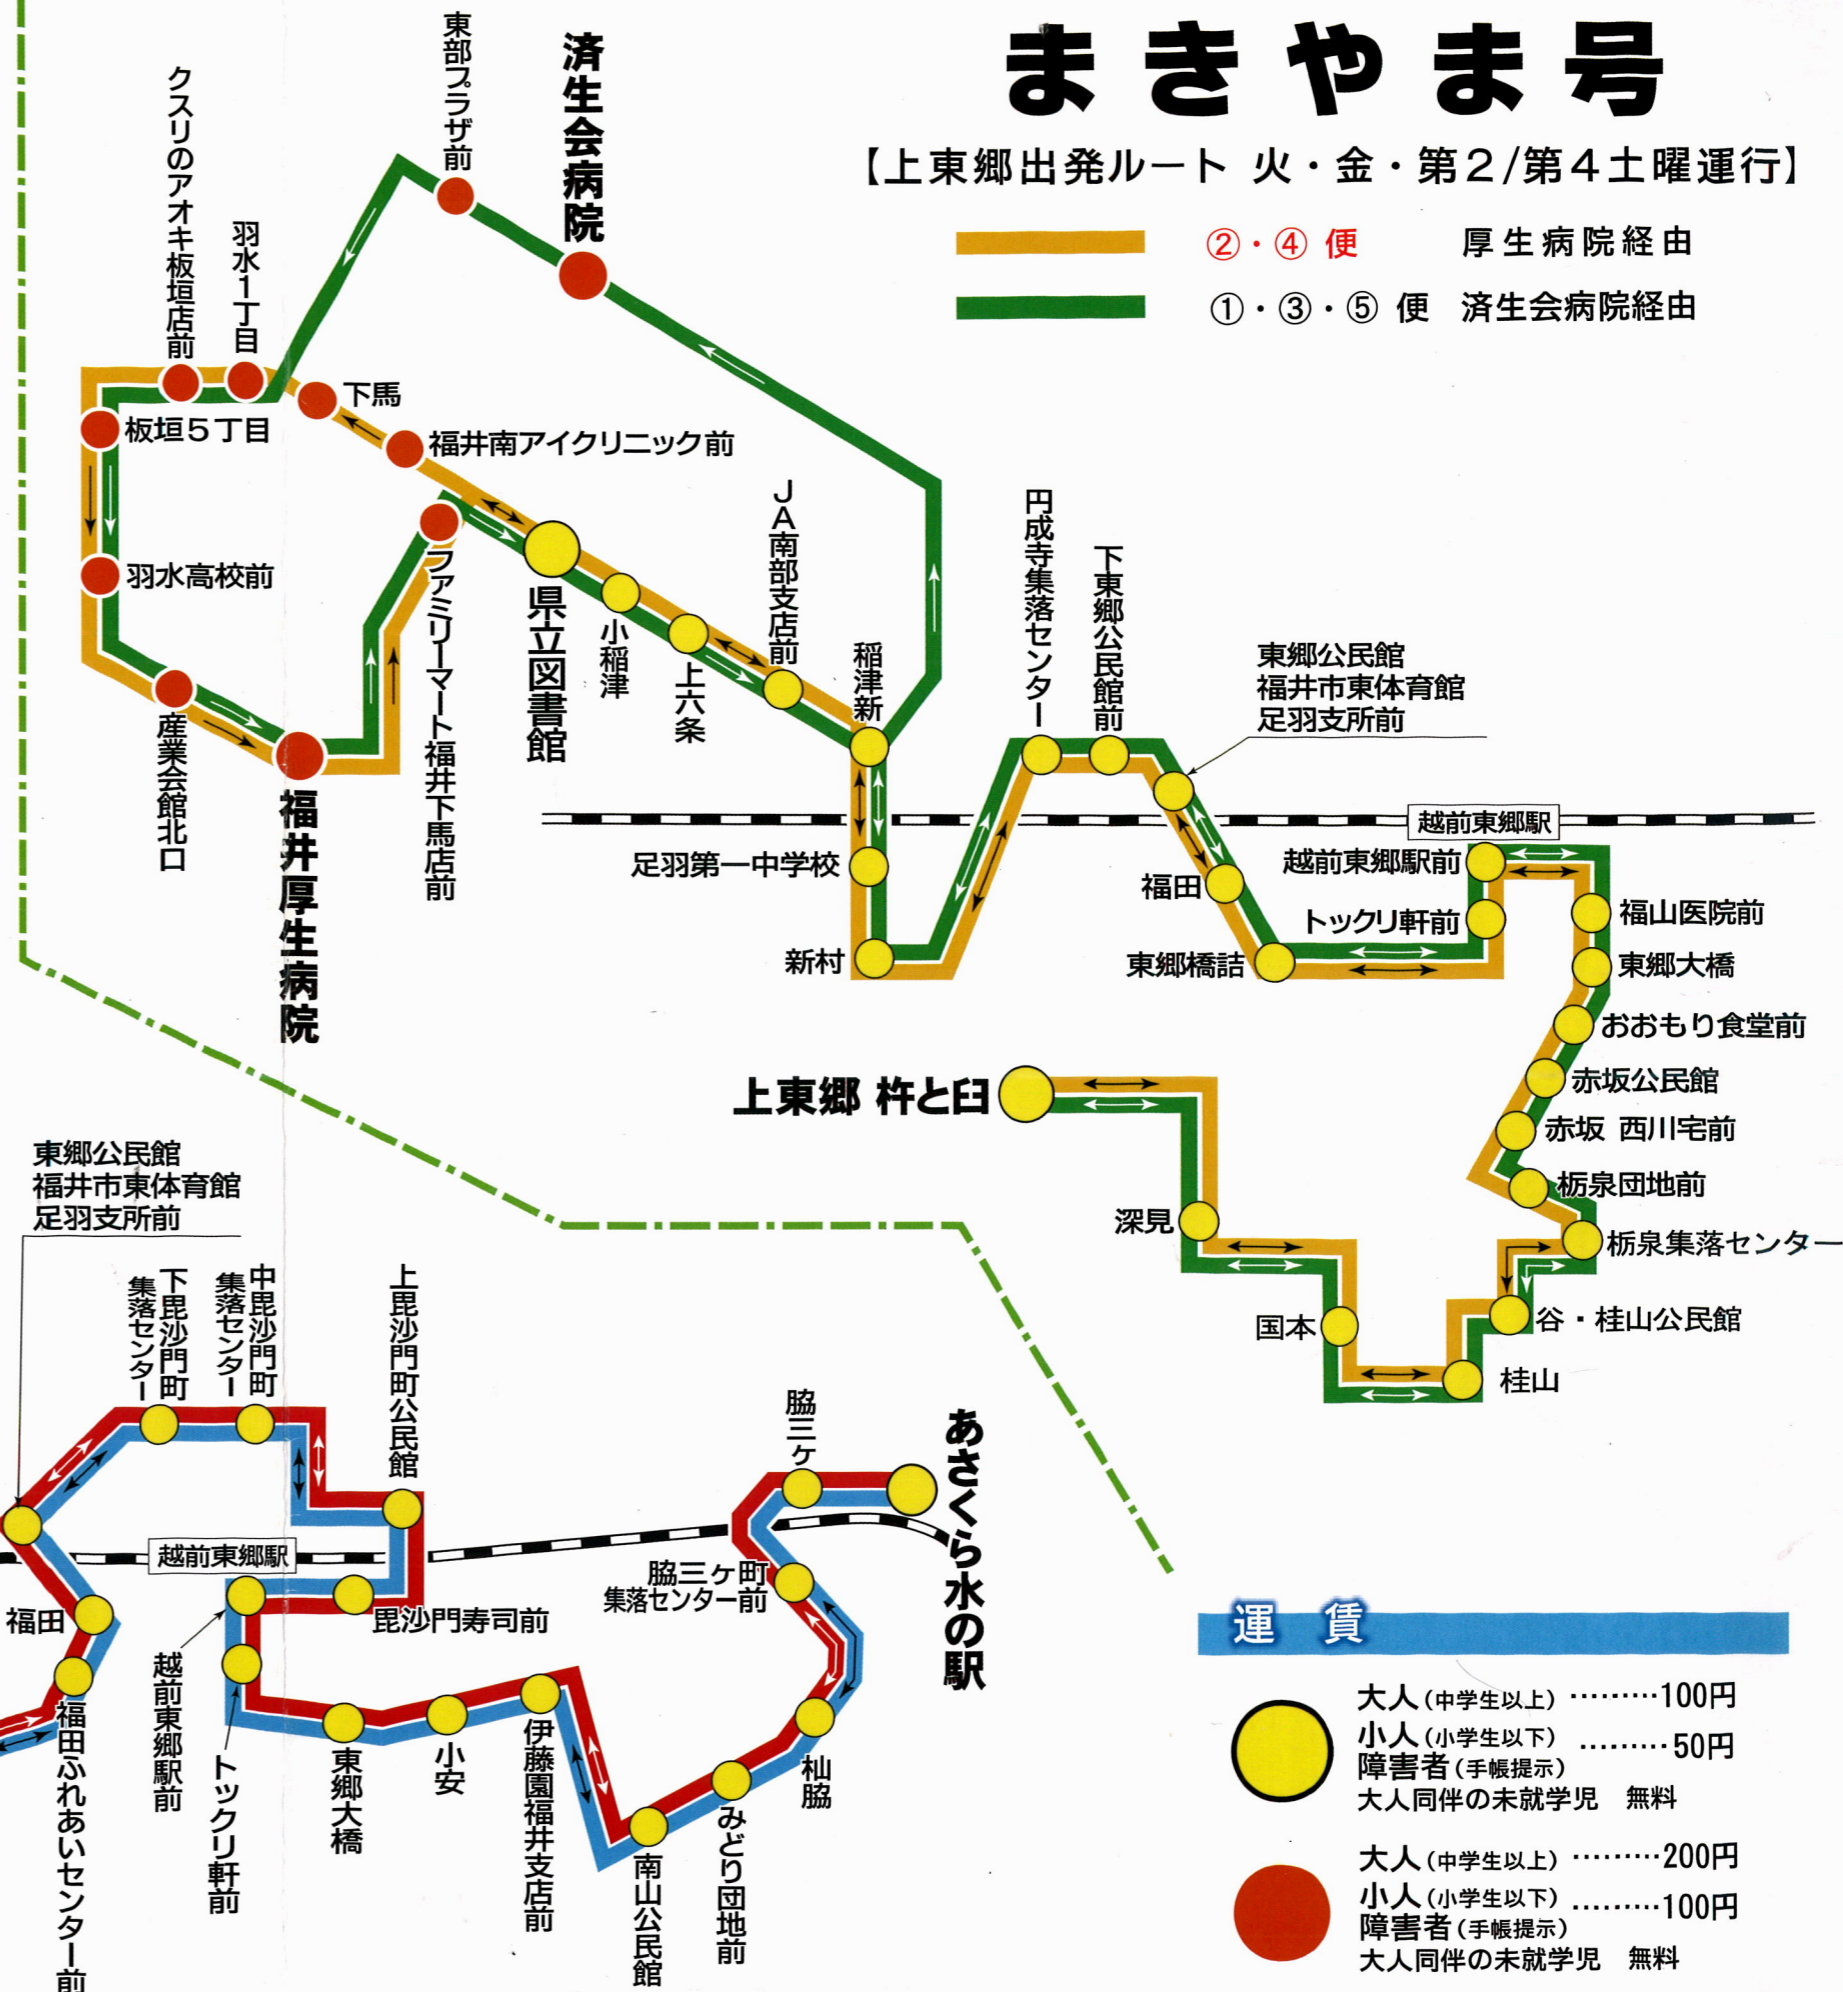 まきやま号
【上東郷出発ルート 火・金・第2/第4土曜運行】
②・④ 便 厚生病院経由
①・③・⑤ 便 済生会病院経由
東部プラザ前
済生会病院
クスリのアオキ板垣店前
羽水1丁目
下馬
板垣5丁目
福井南アイクリニック前
羽水高校前
産業会館北口
福井厚生病院
ファミリーマート福井下馬店前
県立図書館
小稲津
上六条
JA南部支店前
稲津新
足羽第一中学校
新村
円成寺集落センター
下東郷公民館前
東郷公民館
福井市東体育館
足羽支所前
越前東郷駅
福田
東郷橋詰
越前東郷駅前
トックリ軒前
福山医院前
東郷大橋
おおもり食堂前
赤坂公民館
赤坂 西川宅前
栃泉団地前
栃泉集落センター
谷・桂山公民館
桂山
国本
深見
上東郷 杵と臼
東郷公民館
福井市東体育館
足羽支所前
下毘沙門町
集落センター
中毘沙門町
集落センター
上毘沙門町公民館
越前東郷駅
福田
福田ふれあいセンター前
毘沙門寿司前
越前東郷駅前
トックリ軒前
東郷大橋
小安
伊藤園福井支店前
南山公民館
みどり団地前
杣脇
脇三ヶ町
集落センター前
脇三ヶ
あさくら水の駅
運 賃
大人(中学生以上)………100円
小人(小学生以下)
障害者(手帳提示) ………50円
大人同伴の未就学児 無料
大人(中学生以上)………200円
小人(小学生以下)
障害者(手帳提示) ………100円
大人同伴の未就学児 無料